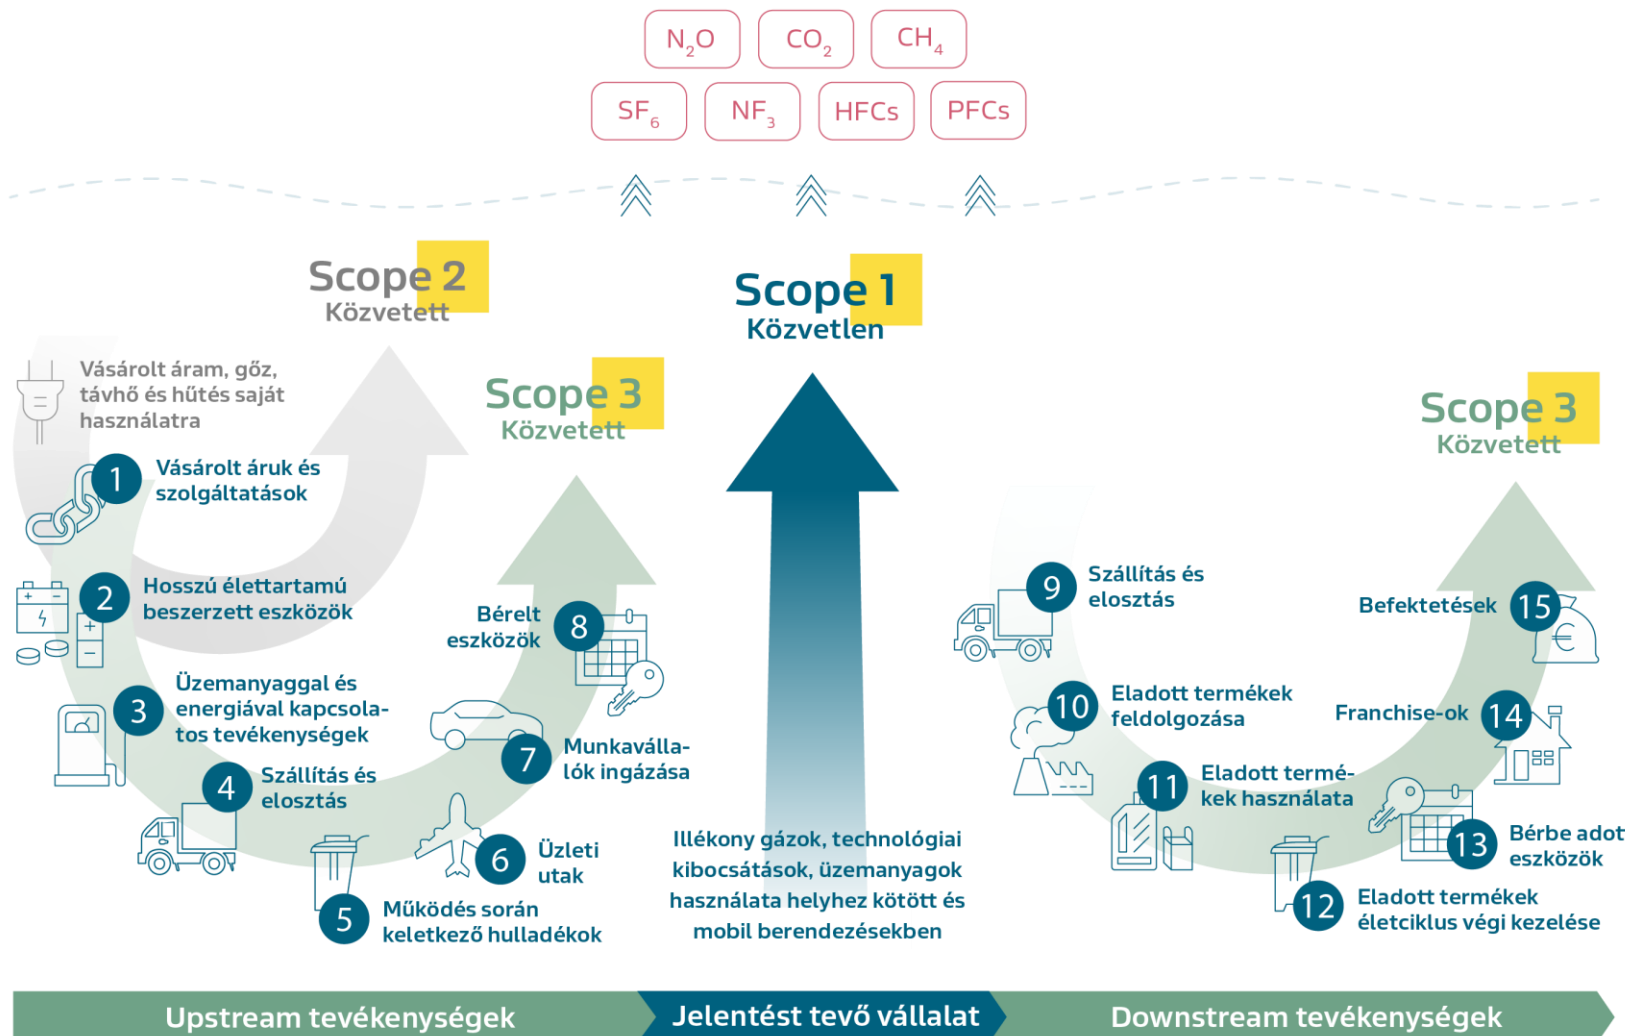 N₂O
CO₂
CH₄
SF₆
NF₃
HFCs
PFCs
Scope 2
Közvetett
Vásárolt áram, gőz,
távhő és hűtés saját
használatra
Scope 3
Közvetett
1
Vásárolt áruk és
szolgáltatások
2
Hosszú élettartamú
beszerzett eszközök
3
Üzemanyaggal és
energiával kapcsola-
tos tevékenységek
4
Szállítás és
elosztás
5
Működés során
keletkező hulladékok
6
Üzleti
utak
7
Munkaválla-
lók ingázása
8
Bérelt
eszközök
Scope 1
Közvetlen
Illékony gázok, technológiai
kibocsátások, üzemanyagok
használata helyhez kötött és
mobil berendezésekben
Scope 3
Közvetett
9
Szállítás és
elosztás
10
Eladott termékek
feldolgozása
11
Eladott termé-
kek használata
12
Eladott termékek
életciklus végi kezelése
13
Bérbe adot
eszközök
14
Franchise-ok
15
Befektetések
€
Upstream tevékenységek
Jelentést tevő vállalat
Downstream tevékenységek